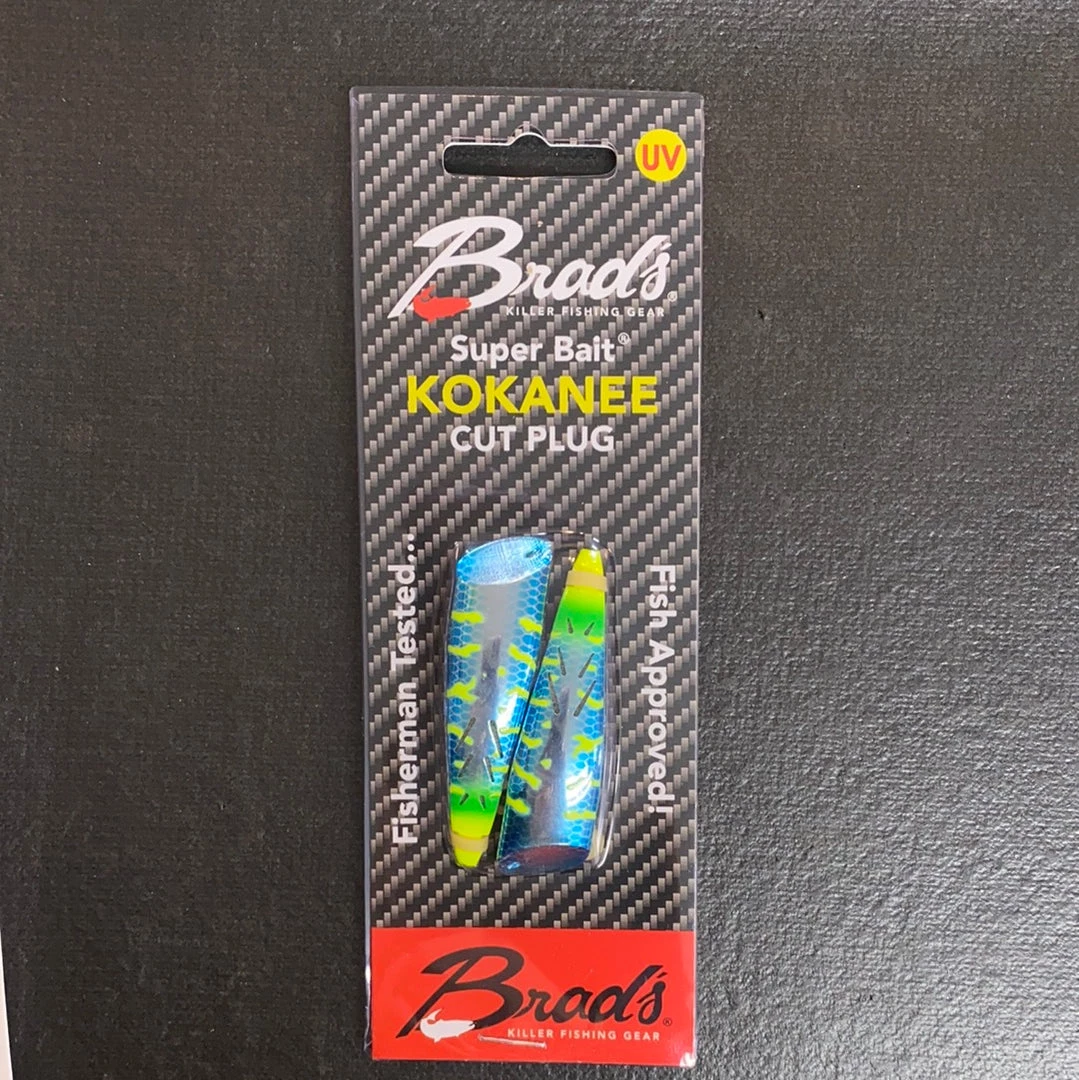 UV
Brad's®
KILLER FISHING GEAR
Super Bait®
KOKANEE
CUT PLUG
Fisherman Tested...
Fish Approved!
Brad's®
KILLER FISHING GEAR